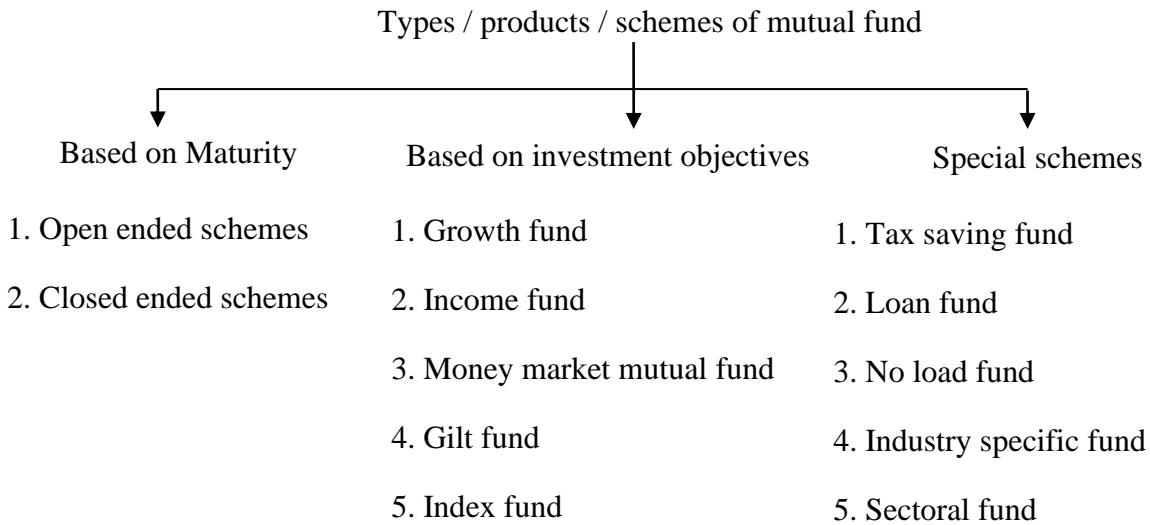 Types / products / schemes of mutual fund
Based on Maturity
1. Open ended schemes
2. Closed ended schemes
Based on investment objectives
1. Growth fund
2. Income fund
3. Money market mutual fund
4. Gilt fund
5. Index fund
Special schemes
1. Tax saving fund
2. Loan fund
3. No load fund
4. Industry specific fund
5. Sectoral fund